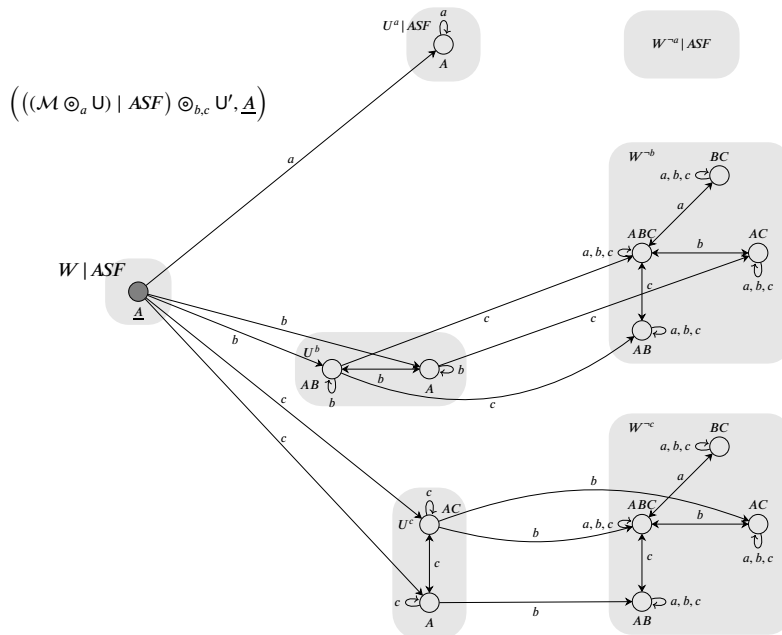 U^a | ASF
a
A
W^¬a | ASF
(((ℳ ⊚_a U) | ASF) ⊚_{b,c} U′, A)
a
W^¬b
BC
a, b, c
a
ABC
AC
a, b, c
b
W | ASF
a, b, c
c
c
c
A
b
b
U^b
AB
a, b, c
b
A
b
AB
b
c
c
c
W^¬c
BC
a, b, c
a
c
AC
b
U^c
ABC
AC
a, b, c
b
b
c
c
a, b, c
c
a, b, c
A
b
AB